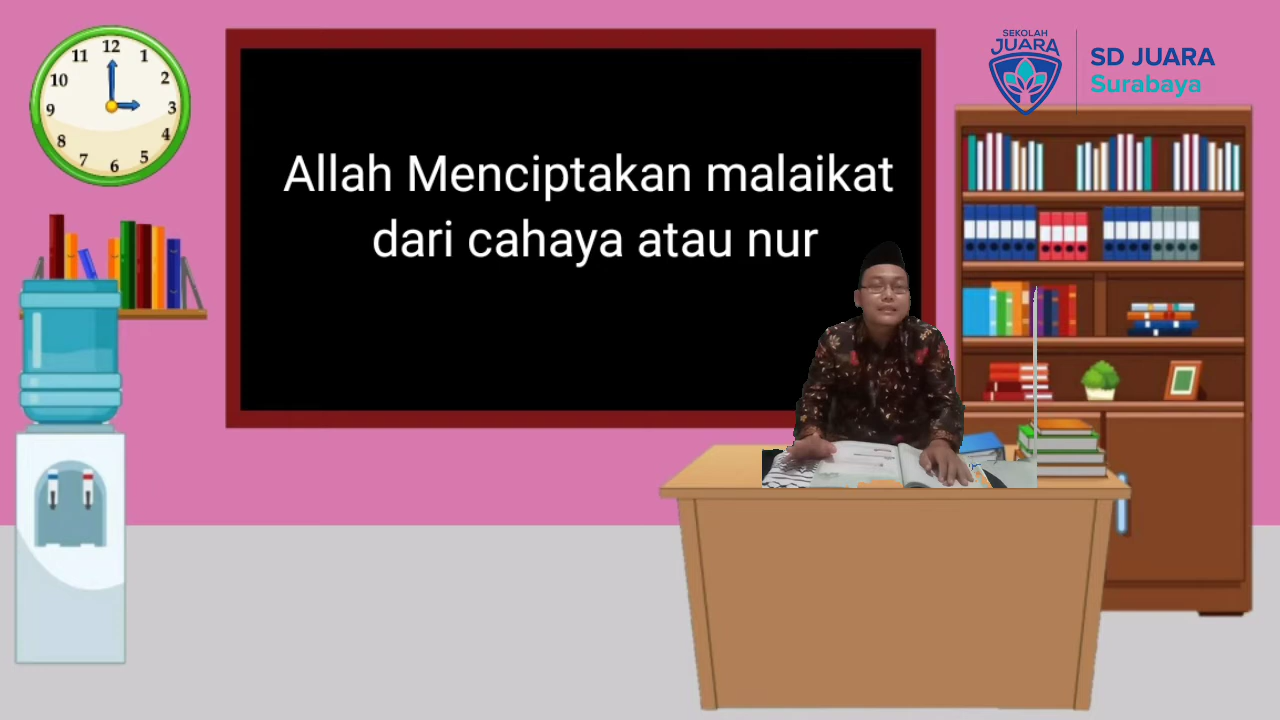 12
11
1
10
2
9
3
8
4
7
5
6
Allah Menciptakan malaikat
dari cahaya atau nur
SEKOLAH
JUARA
SD JUARA
Surabaya